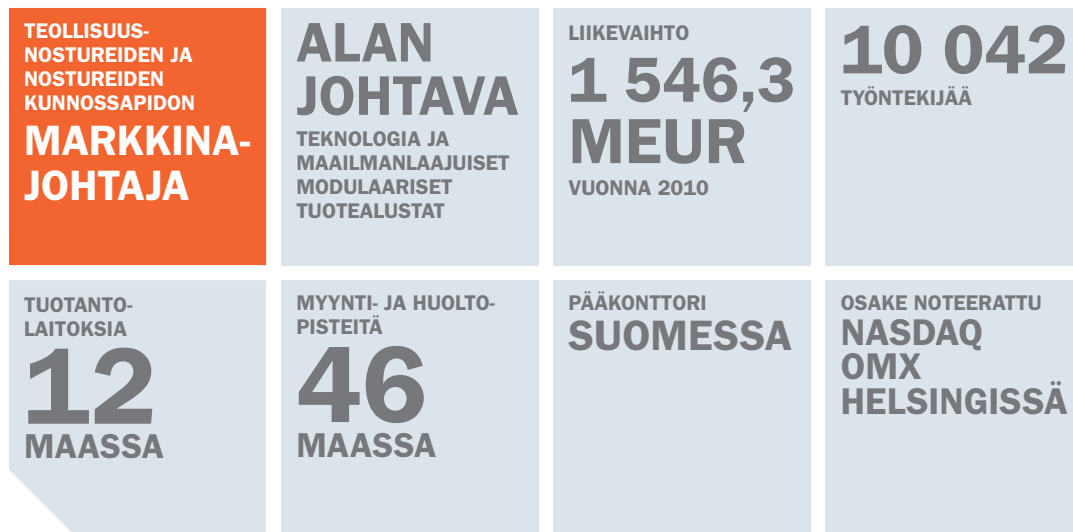 TEOLLISUUS-
NOSTUREIDEN JA
NOSTUREIDEN
KUNNOSSAPIDON
MARKKINA-
JOHTAJA
ALAN
JOHTAVA
TEKNOLOGIA JA
MAAILMANLAAJUISET
MODULAARISET
TUOTEALUSTAT
LIIKEVAIHTO
1 546,3
MEUR
VUONNA 2010
10 042
TYÖNTEKIJÄÄ
TUOTANTO-
LAITOKSIA
12
MAASSA
MYYNTI- JA HUOLTO-
PISTEITÄ
46
MAASSA
PÄÄKONTTORI
SUOMESSA
OSAKE NOTEERATTU
NASDAQ
OMX
HELSINGISSÄ